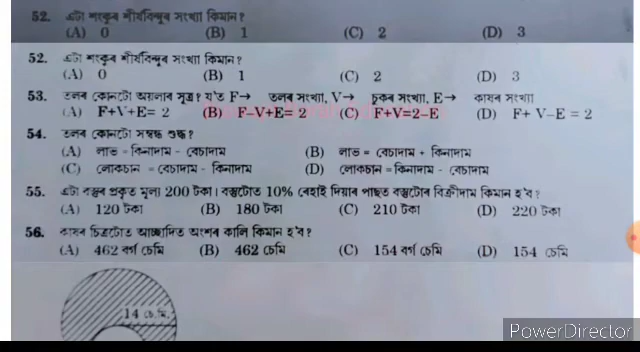 52. এটা শংকুৰ শীৰ্ষবিন্দুৰ সংখ্যা কিমান?
(A) 0 (B) 1 (C) 2 (D) 3
52. এটা শংকুৰ শীৰ্ষবিন্দুৰ সংখ্যা কিমান?
(A) 0 (B) 1 (C) 2 (D) 3
53. তলৰ কোনটো অয়লাৰ সূত্ৰ? য'ত F→ তলৰ সংখ্যা, V→ চুকৰ সংখ্যা, E→ কাষৰ সংখ্যা
(A) F+V+E= 2 (B) F–V+E= 2 (C) F+V=2–E (D) F+ V–E = 2
54. তলৰ কোনটো সম্বন্ধ শুদ্ধ?
(A) লাভ = কিনাদাম - বেচাদাম (B) লাভ = বেচাদাম + কিনাদাম
(C) লোকচান = বেচাদাম - কিনাদাম (D) লোকচান = কিনাদাম - বেচাদাম
55. এটা বস্তুৰ প্ৰকৃত মূল্য 200 টকা। বস্তুটোত 10% ৰেহাই দিয়াৰ পাছত বস্তুটোৰ বিক্ৰীদাম কিমান হ'ব?
(A) 120 টকা (B) 180 টকা (C) 210 টকা (D) 220 টকা
56. কাষৰ চিত্ৰটোত আচ্ছাদিত অংশৰ কালি কিমান হ'ব?
(A) 462 বৰ্গ চেমি (B) 462 চেমি (C) 154 বৰ্গ চেমি (D) 154 চেমি
14 চে.মি.
PowerDirector